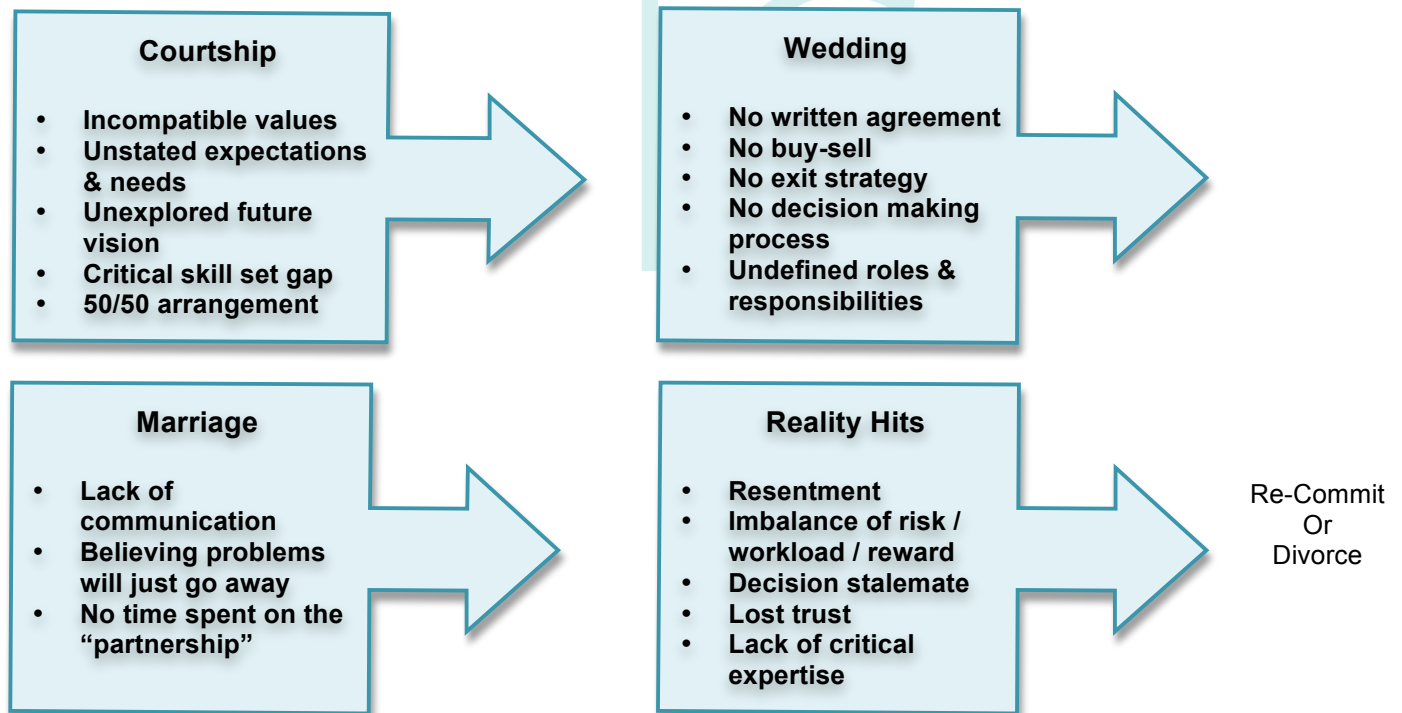 Courtship
• Incompatible values
• Unstated expectations
& needs
• Unexplored future
vision
• Critical skill set gap
• 50/50 arrangement
Wedding
• No written agreement
• No buy-sell
• No exit strategy
• No decision making
process
• Undefined roles &
responsibilities
Marriage
• Lack of
communication
• Believing problems
will just go away
• No time spent on the
“partnership”
Reality Hits
• Resentment
• Imbalance of risk /
workload / reward
• Decision stalemate
• Lost trust
• Lack of critical
expertise
Re-Commit
Or
Divorce